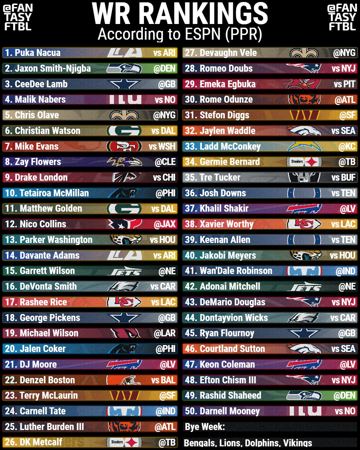 @FAN
TASY
FTBL
WR RANKINGS
According to ESPN (PPR)
@FAN
TASY
FTBL
1. Puka Nacua vs ARI
2. Jaxon Smith-Njigba @DEN
3. CeeDee Lamb @GB
4. Malik Nabers vs NO
5. Chris Olave @NYG
6. Christian Watson vs DAL
7. Mike Evans vs WSH
8. Zay Flowers @CLE
9. Drake London vs CHI
10. Tetairoa McMillan @PHI
11. Matthew Golden vs DAL
12. Nico Collins @JAX
13. Parker Washington vs HOU
14. Davante Adams vs ARI
15. Garrett Wilson JETS @NE
16. DeVonta Smith vs CAR
17. Rashee Rice vs LAC
18. George Pickens @GB
19. Michael Wilson @LAR
20. Jalen Coker @PHI
21. DJ Moore @LV
22. Denzel Boston vs BAL
23. Terry McLaurin @SF
24. Carnell Tate @IND
25. Luther Burden III @ATL
26. DK Metcalf Steelers @TB
27. Devaughn Vele @NYG
28. Romeo Doubs vs NYJ
29. Emeka Egbuka vs PIT
30. Rome Odunze @ATL
31. Stefon Diggs @SF
32. Jaylen Waddle vs SEA
33. Ladd McConkey @KC
34. Germie Bernard Steelers @TB
35. Tre Tucker vs BUF
36. Josh Downs vs TEN
37. Khalil Shakir @LV
38. Xavier Worthy vs LAC
39. Keenan Allen vs TEN
40. Jakobi Meyers vs HOU
41. Wan'Dale Robinson @IND
42. Adonai Mitchell JETS @NE
43. DeMario Douglas vs NYJ
44. Dontayvion Wicks vs CAR
45. Ryan Flournoy @GB
46. Courtland Sutton vs SEA
47. Keon Coleman @LV
48. Efton Chism III vs NYJ
49. Rashid Shaheed @DEN
50. Darnell Mooney vs NO
Bye Week:
Bengals, Lions, Dolphins, Vikings